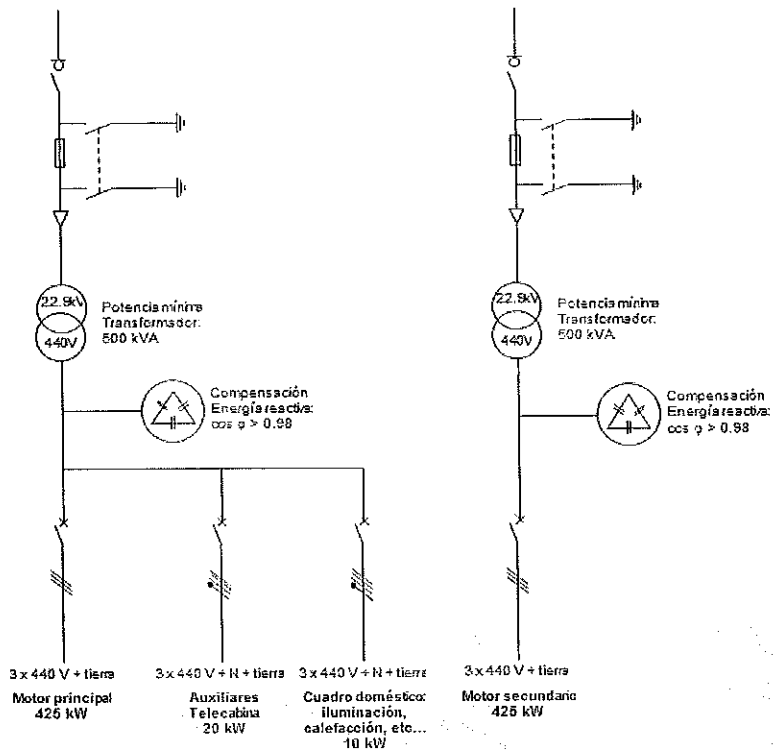 22.9kV
440V
Potencia mínima
Transformador:
500 kVA
Compensación
Energía reactiva:
cos φ > 0.98
3 x 440 V + tierra
Motor principal
425 kW
3 x 440 V + N + tierra
Auxiliares
Telecabina
20 kW
3 x 440 V + N + tierra
Cuadro doméstico:
iluminación,
calefacción, etc...
10 kW
22.9kV
440V
Potencia mínima
Transformador:
500 kVA
Compensación
Energía reactiva:
cos φ > 0.98
3 x 440 V + tierra
Motor secundario
425 kW